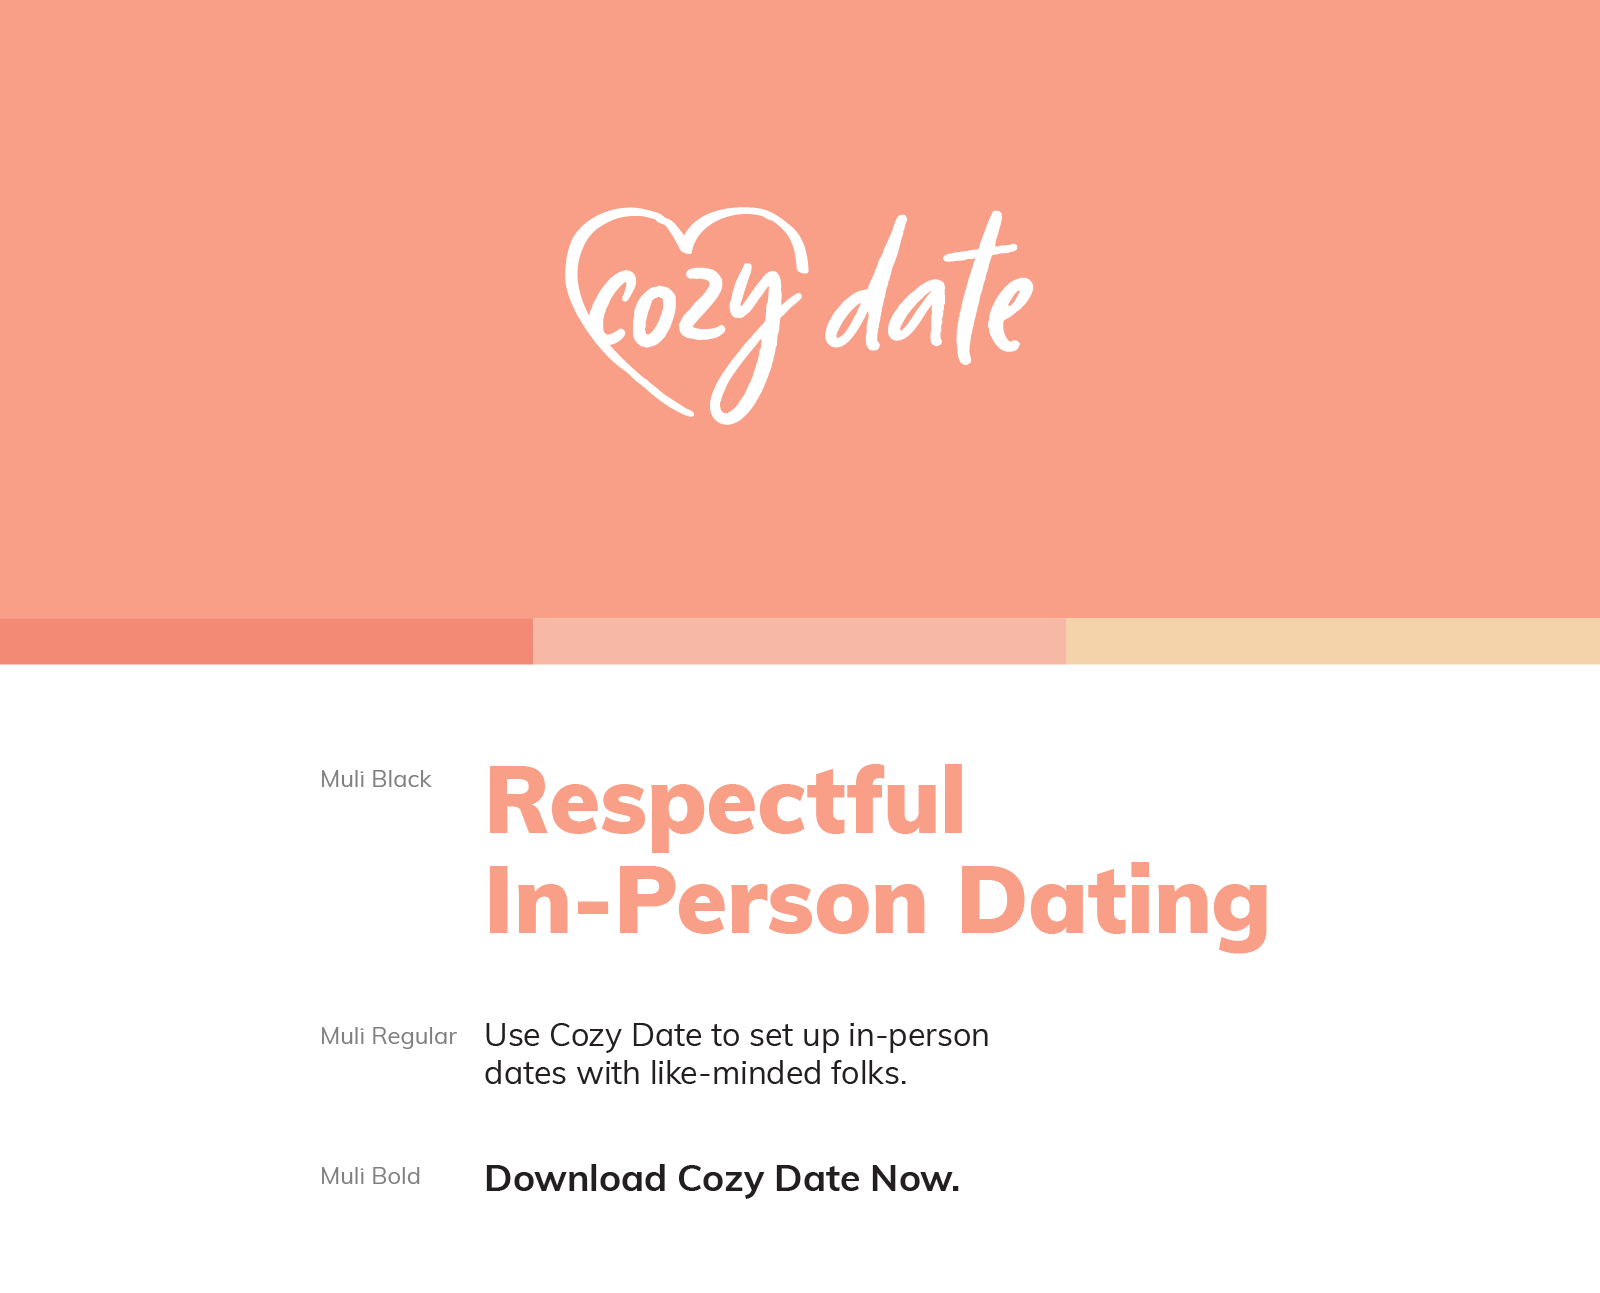 cozy date
Muli Black
Respectful
In-Person Dating
Muli Regular
Use Cozy Date to set up in-person
dates with like-minded folks.
Muli Bold
Download Cozy Date Now.